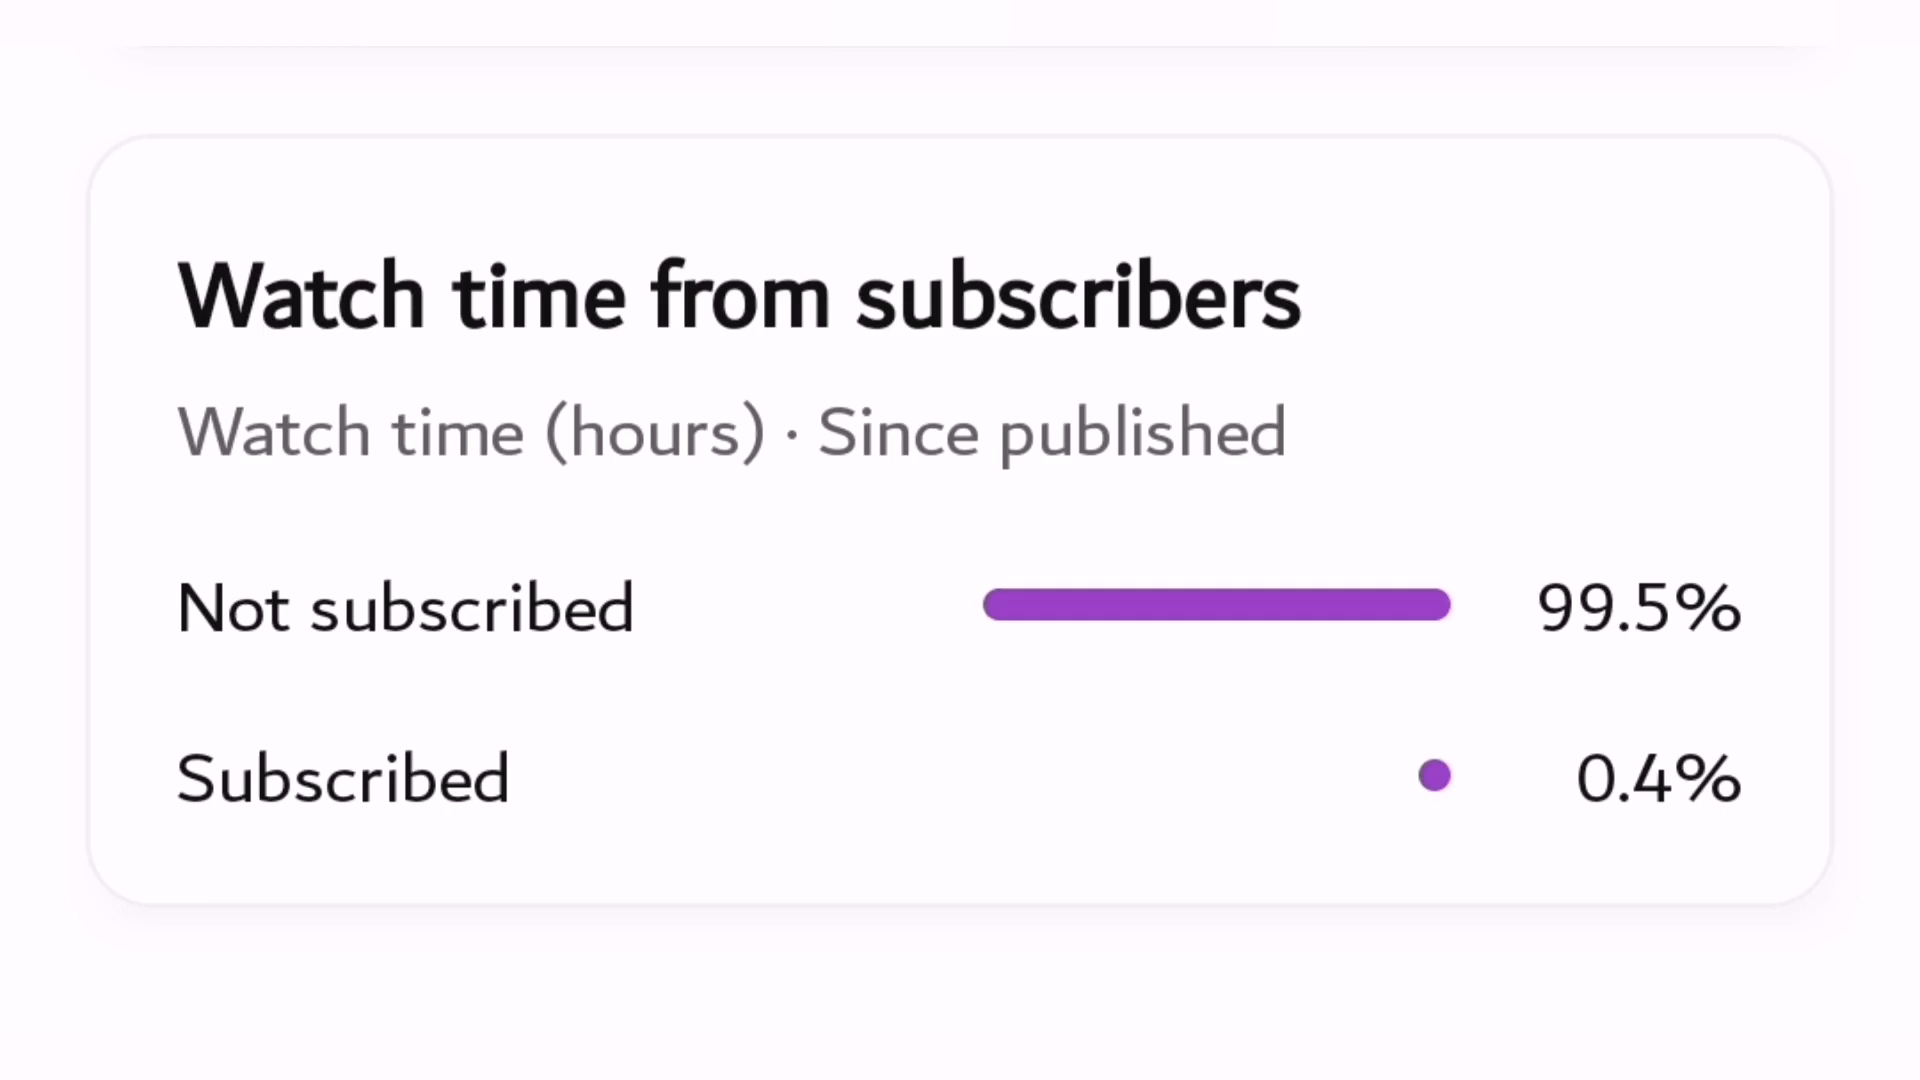 Watch time from subscribers
Watch time (hours) · Since published
Not subscribed 99.5%
Subscribed 0.4%